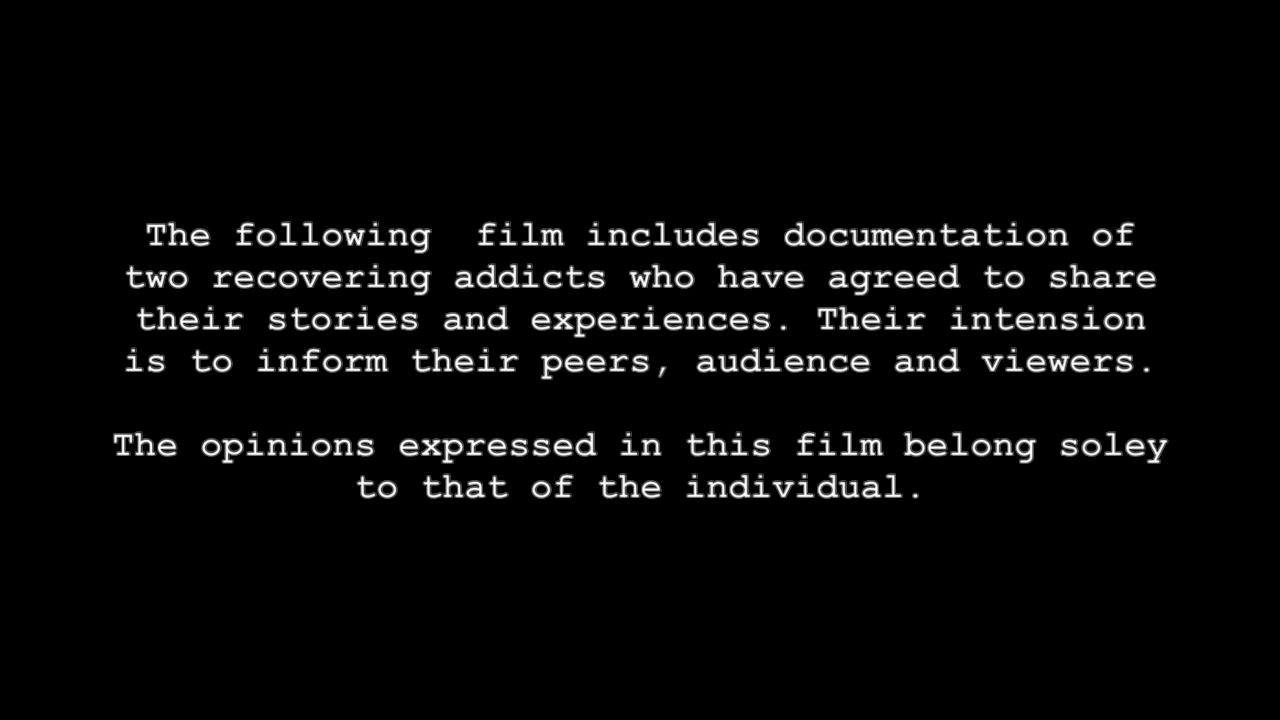 The following  film includes documentation of
two recovering addicts who have agreed to share
their stories and experiences. Their intension
is to inform their peers, audience and viewers.
The opinions expressed in this film belong soley
to that of the individual.